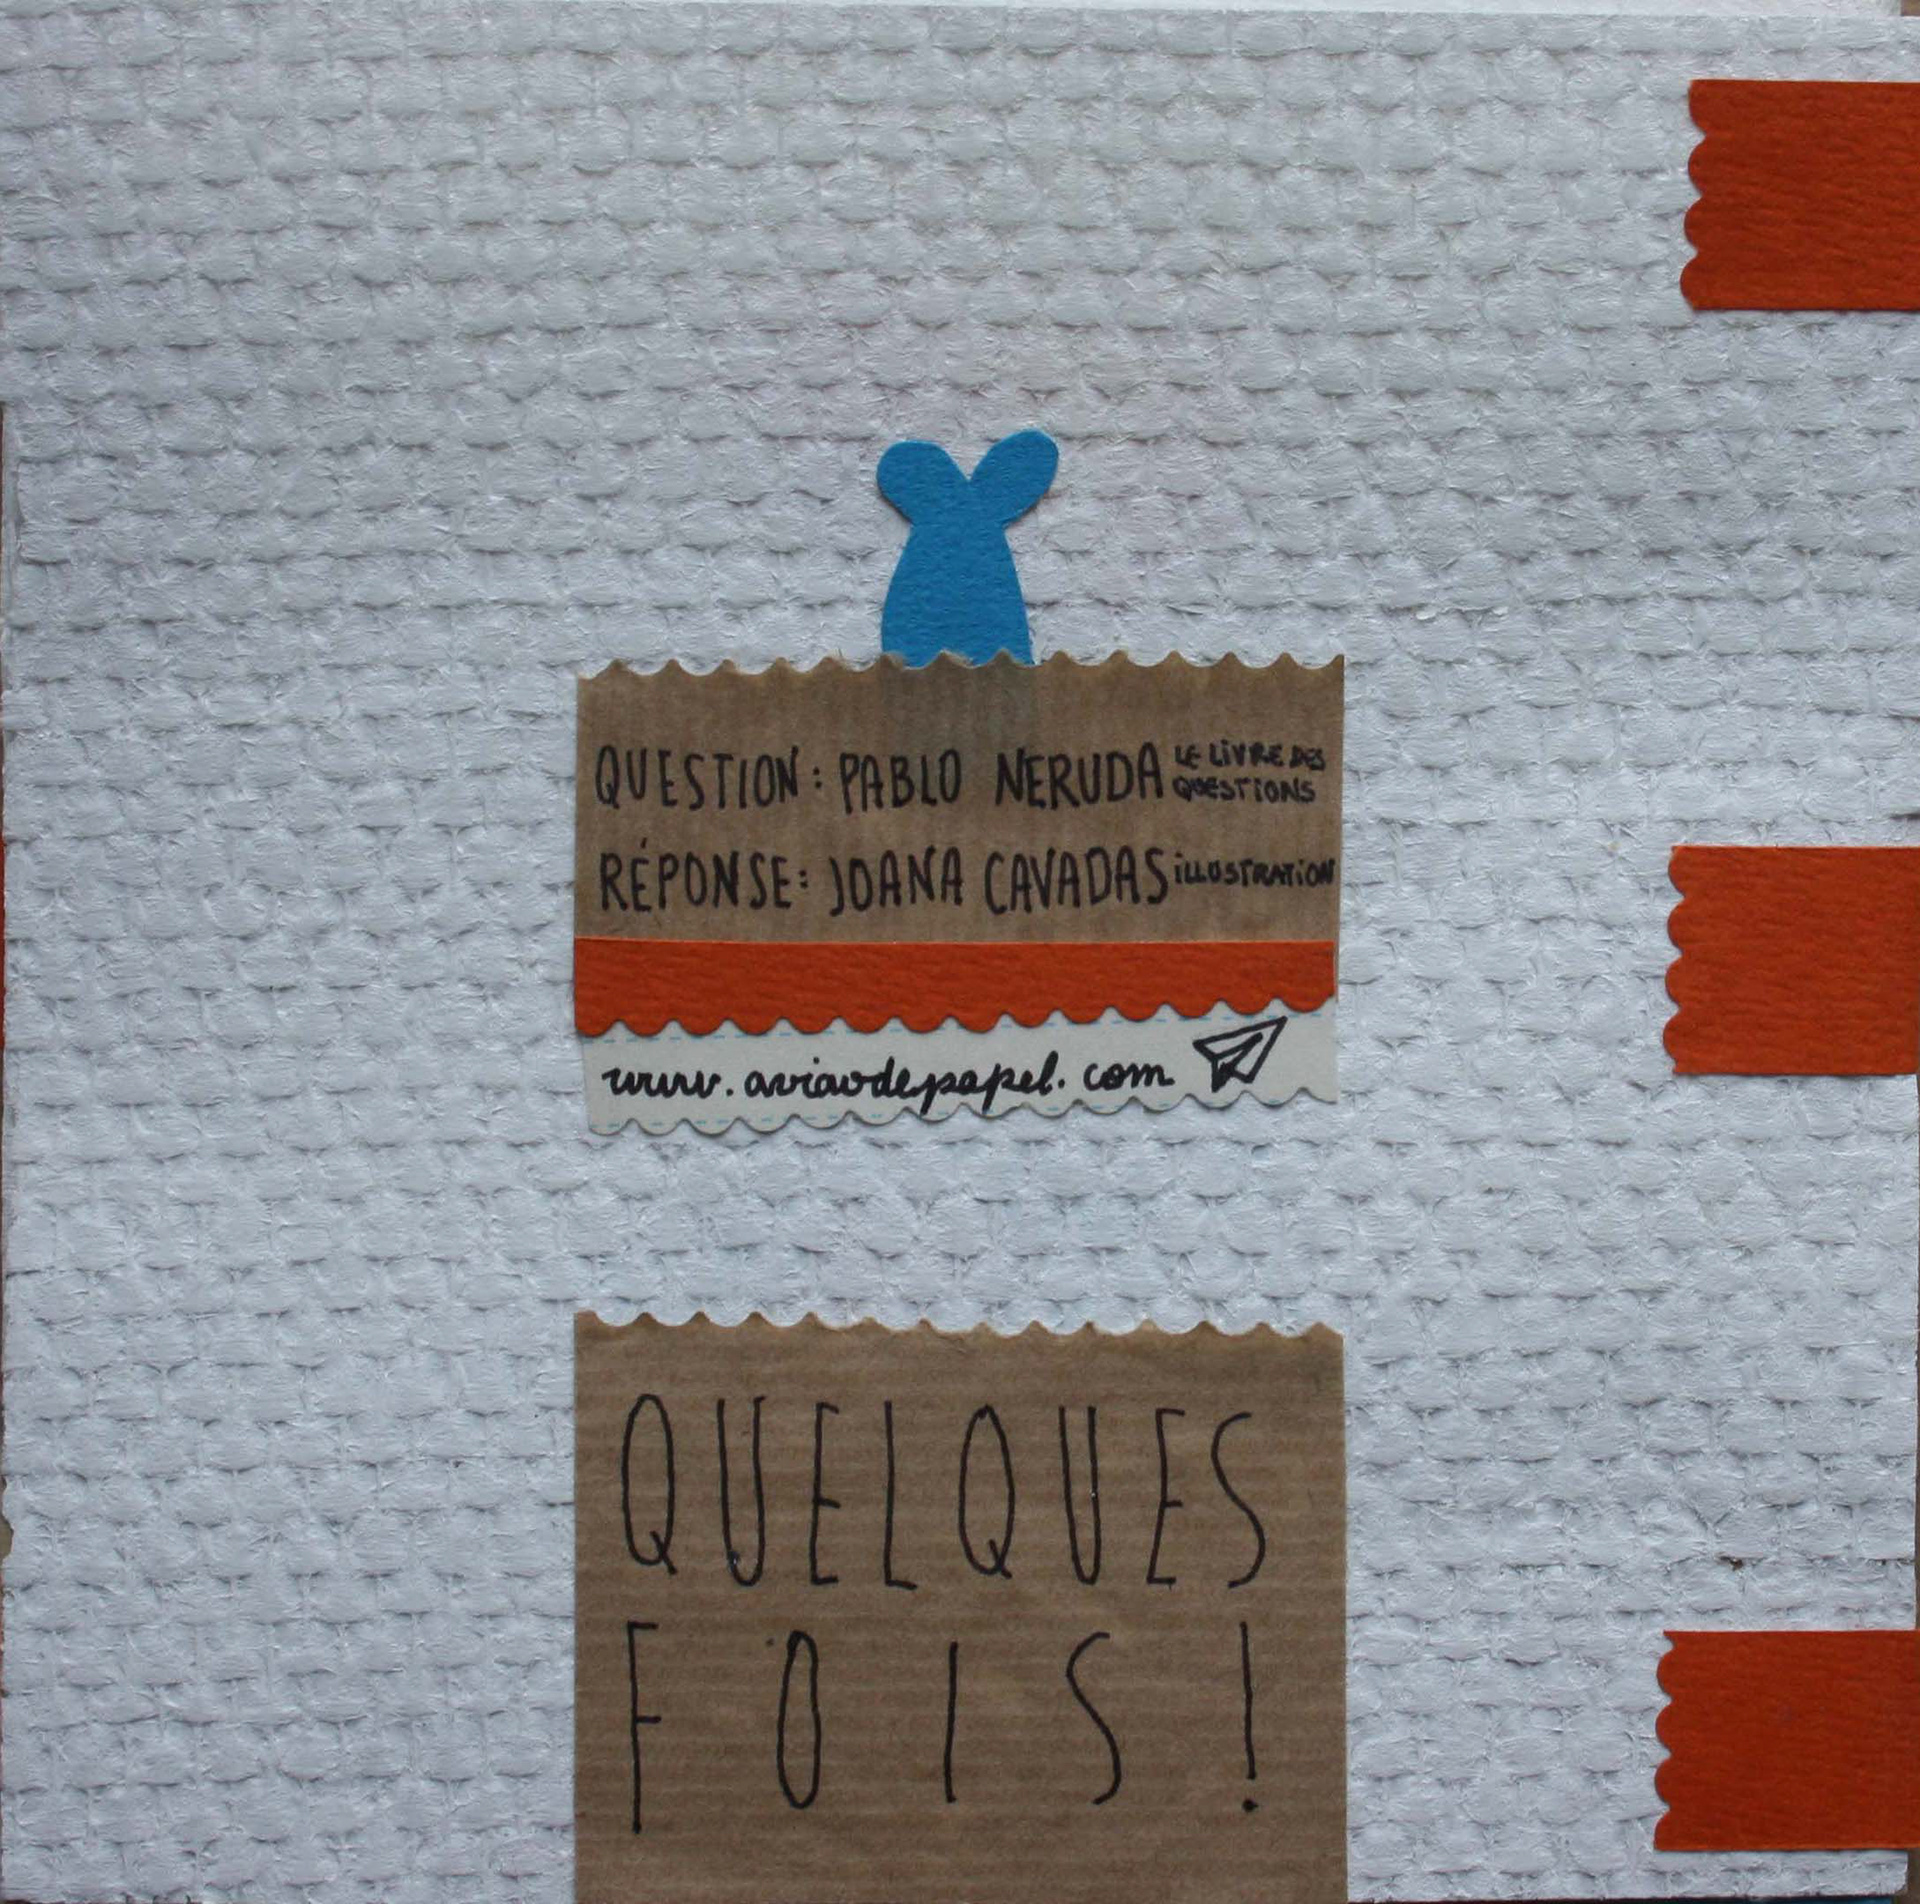 QUESTION: PABLO NERUDA LE LIVRE DES QUESTIONS
RÉPONSE: JOANA CAVADAS ILLUSTRATION
www.aviaodepapel.com
QUELQUES
FOIS!